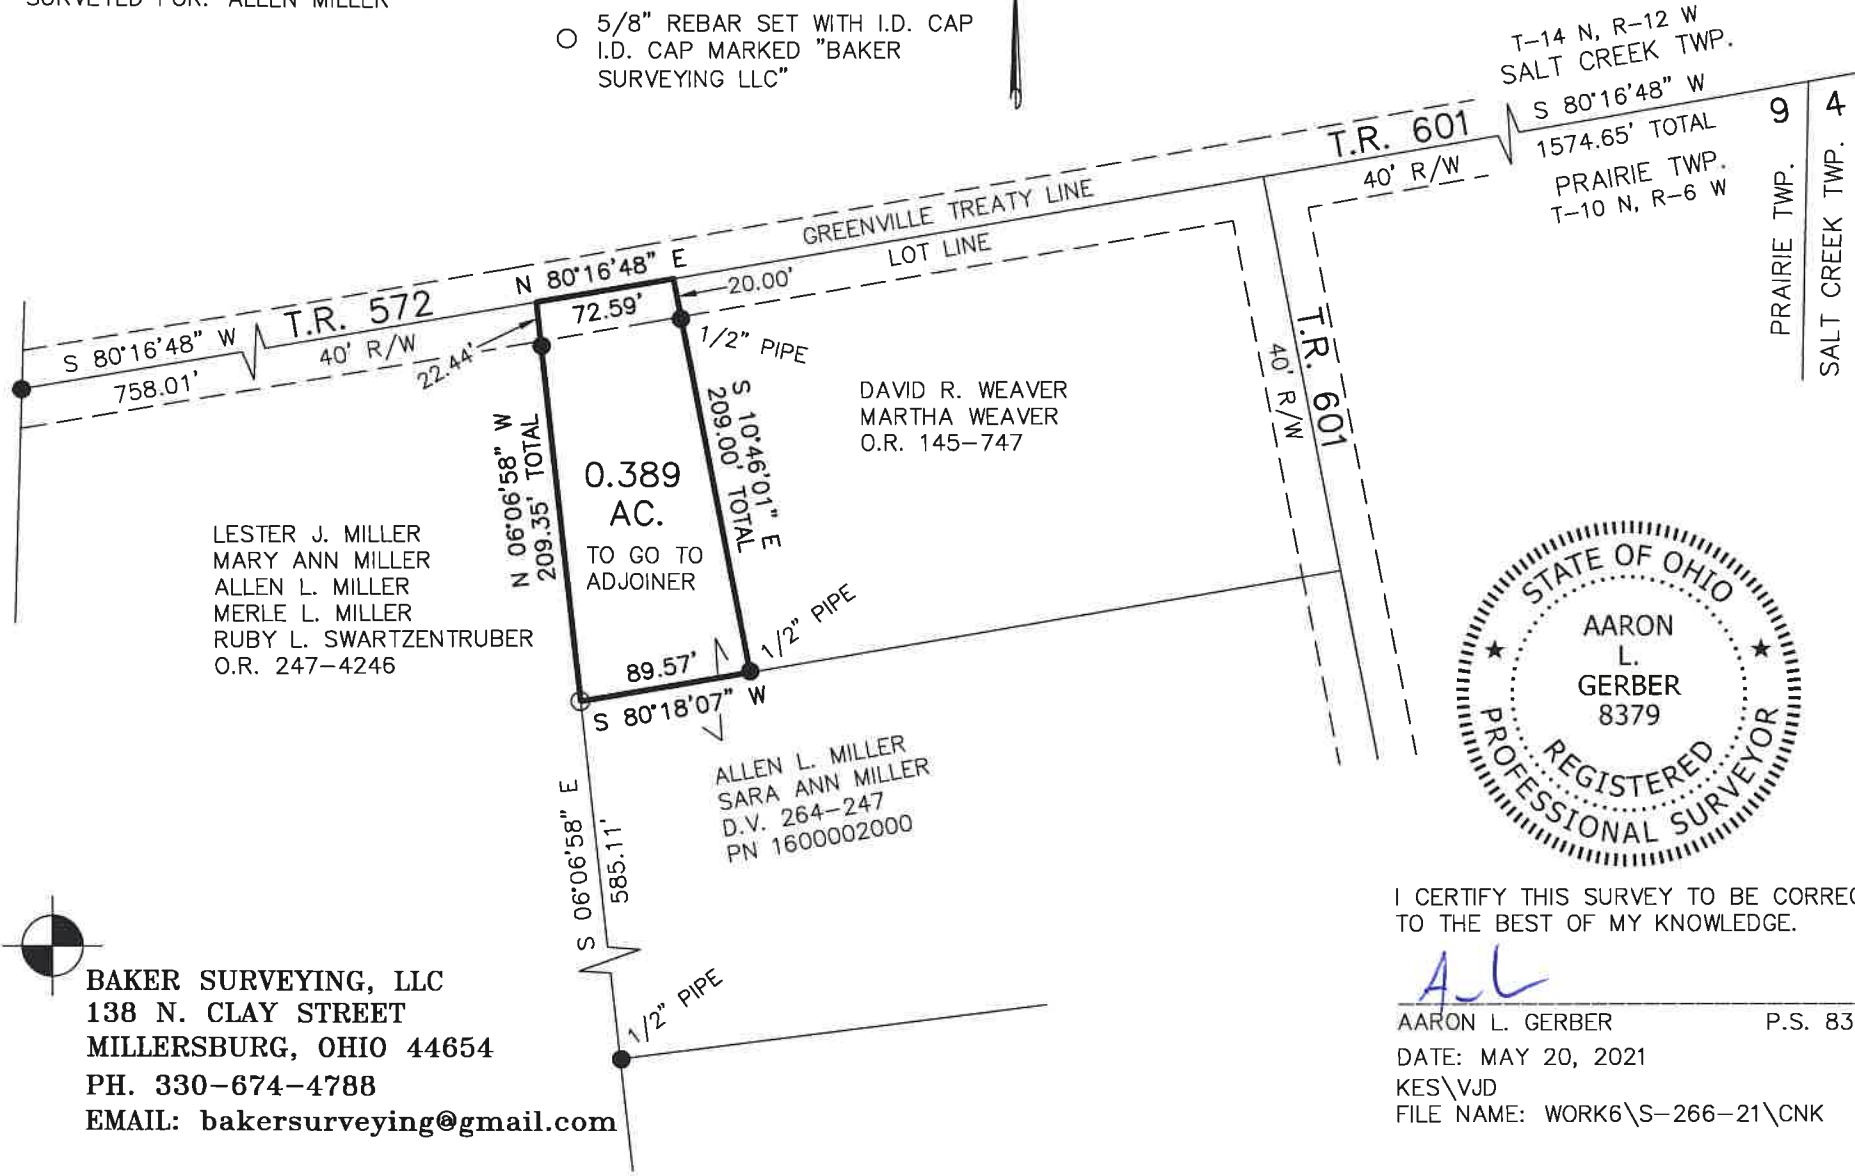 SURVEYED FOR: ALLEN MILLER
5/8" REBAR SET WITH I.D. CAP
I.D. CAP MARKED "BAKER
SURVEYING LLC"
T-14 N, R-12 W
SALT CREEK TWP.
S 80°16'48" W
1574.65' TOTAL
PRAIRIE TWP.
T-10 N, R-6 W
9
4
PRAIRIE TWP.
SALT CREEK TWP.
T.R. 601
40' R/W
GREENVILLE TREATY LINE
LOT LINE
N 80°16'48" E
72.59'
20.00'
T.R. 572
40' R/W
S 80°16'48" W
758.01'
22.44'
1/2" PIPE
DAVID R. WEAVER
MARTHA WEAVER
O.R. 145-747
T.R. 601
40' R/W
N 06°06'58" W
209.35' TOTAL
S 10°46'01" E
209.00' TOTAL
0.389
AC.
TO GO TO
ADJOINER
LESTER J. MILLER
MARY ANN MILLER
ALLEN L. MILLER
MERLE L. MILLER
RUBY L. SWARTZENTRUBER
O.R. 247-4246
89.57'
S 80°18'07" W
1/2" PIPE
ALLEN L. MILLER
SARA ANN MILLER
D.V. 264-247
PN 1600002000
S 06°06'58" E
585.11'
1/2" PIPE
STATE OF OHIO
AARON
L.
GERBER
8379
REGISTERED
PROFESSIONAL SURVEYOR
I CERTIFY THIS SURVEY TO BE CORREC
TO THE BEST OF MY KNOWLEDGE.
AARON L. GERBER P.S. 83
DATE: MAY 20, 2021
KES\VJD
FILE NAME: WORK6\S-266-21\CNK
BAKER SURVEYING, LLC
138 N. CLAY STREET
MILLERSBURG, OHIO 44654
PH. 330-674-4788
EMAIL: bakersurveying@gmail.com